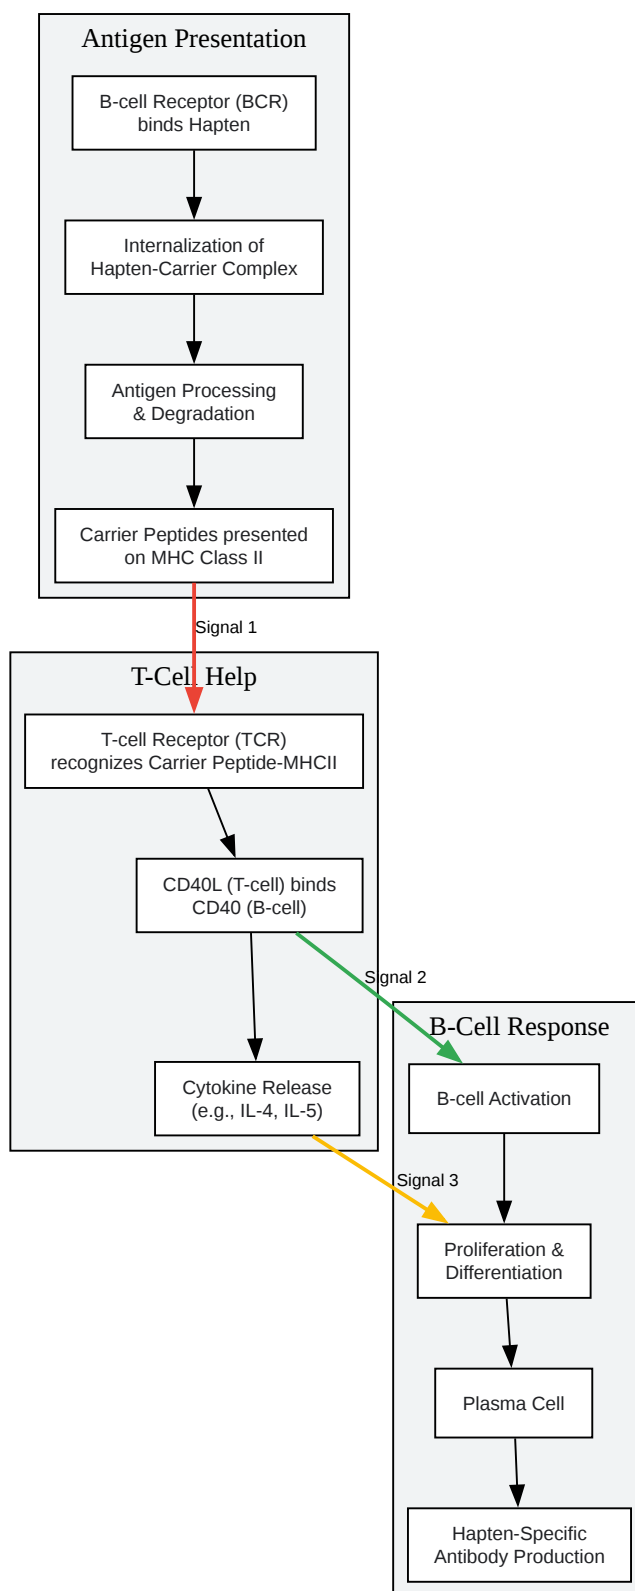 Antigen Presentation
B-cell Receptor (BCR)
binds Hapten
Internalization of
Hapten-Carrier Complex
Antigen Processing
& Degradation
Carrier Peptides presented
on MHC Class II
Signal 1
T-Cell Help
T-cell Receptor (TCR)
recognizes Carrier Peptide-MHCII
CD40L (T-cell) binds
CD40 (B-cell)
Signal 2
B-Cell Response
Cytokine Release
(e.g., IL-4, IL-5)
B-cell Activation
Signal 3
Proliferation &
Differentiation
Plasma Cell
Hapten-Specific
Antibody Production